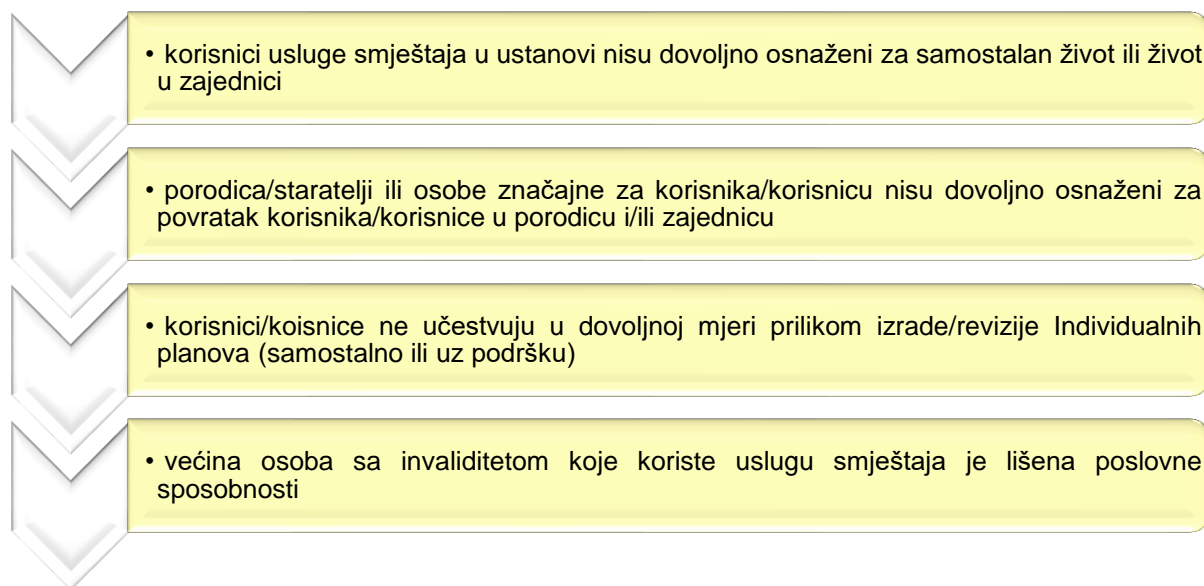 • korisnici usluge smještaja u ustanovi nisu dovoljno osnaženi za samostalan život ili život
u zajednici
• porodica/staratelji ili osobe značajne za korisnika/korisnicu nisu dovoljno osnaženi za
povratak korisnika/korisnice u porodicu i/ili zajednicu
• korisnici/koisnice ne učestvuju u dovoljnoj mjeri prilikom izrade/revizije Individualnih
planova (samostalno ili uz podršku)
• većina osoba sa invaliditetom koje koriste uslugu smještaja je lišena poslovne
sposobnosti